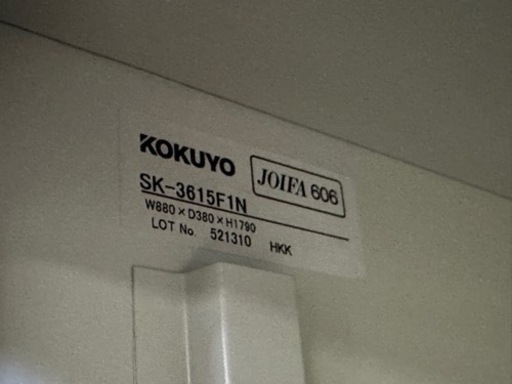 KOKUYO JOIFA 606
SK-3615F1N
W880×D380×H1790
LOT No. 521310 HKK